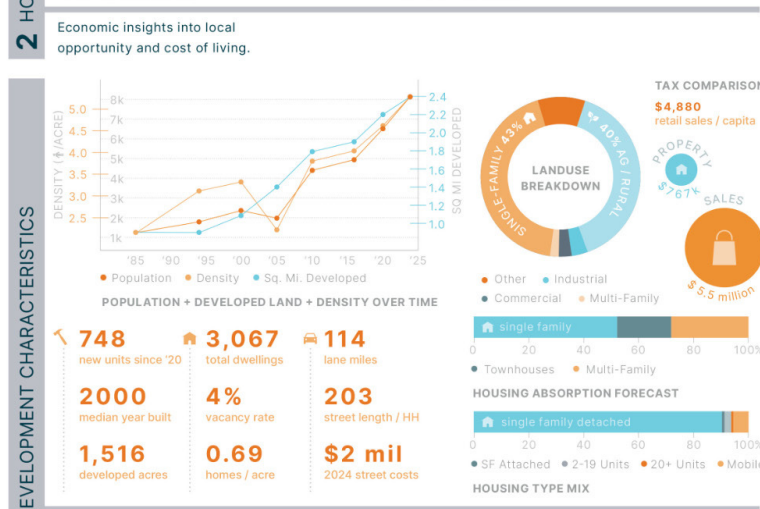 2 HO
Economic insights into local
opportunity and cost of living.
EVELOPMENT CHARACTERISTICS
DENSITY (/ACRE)
5.0
4.5
4.0
3.5
3.0
2.5
8k
7k
6k
5k
4k
3k
2k
1k
2.4
2.2
2.0
1.8
1.6
1.4
1.2
1.0
SQ MI DEVELOPED
'85 '90 '95 '00 '05 '10 '15 '20 '25
Population Density Sq. Mi. Developed
POPULATION + DEVELOPED LAND + DENSITY OVER TIME
748
new units since '20
3,067
total dwellings
114
lane miles
2000
median year built
4%
vacancy rate
203
street length / HH
1,516
developed acres
0.69
homes / acre
$2 mil
2024 street costs
SINGLE-FAMILY 43%
40% AG / RURAL
LANDUSE
BREAKDOWN
Other Industrial
Commercial Multi-Family
TAX COMPARISON
$4,880
retail sales / capita
PROPERTY
$767k
SALES
$5.5 million
single family
0 20 40 60 80 100%
Townhouses Multi-Family
HOUSING ABSORPTION FORECAST
single family detached
0 20 40 60 80 100%
SF Attached 2-19 Units 20+ Units Mobile
HOUSING TYPE MIX